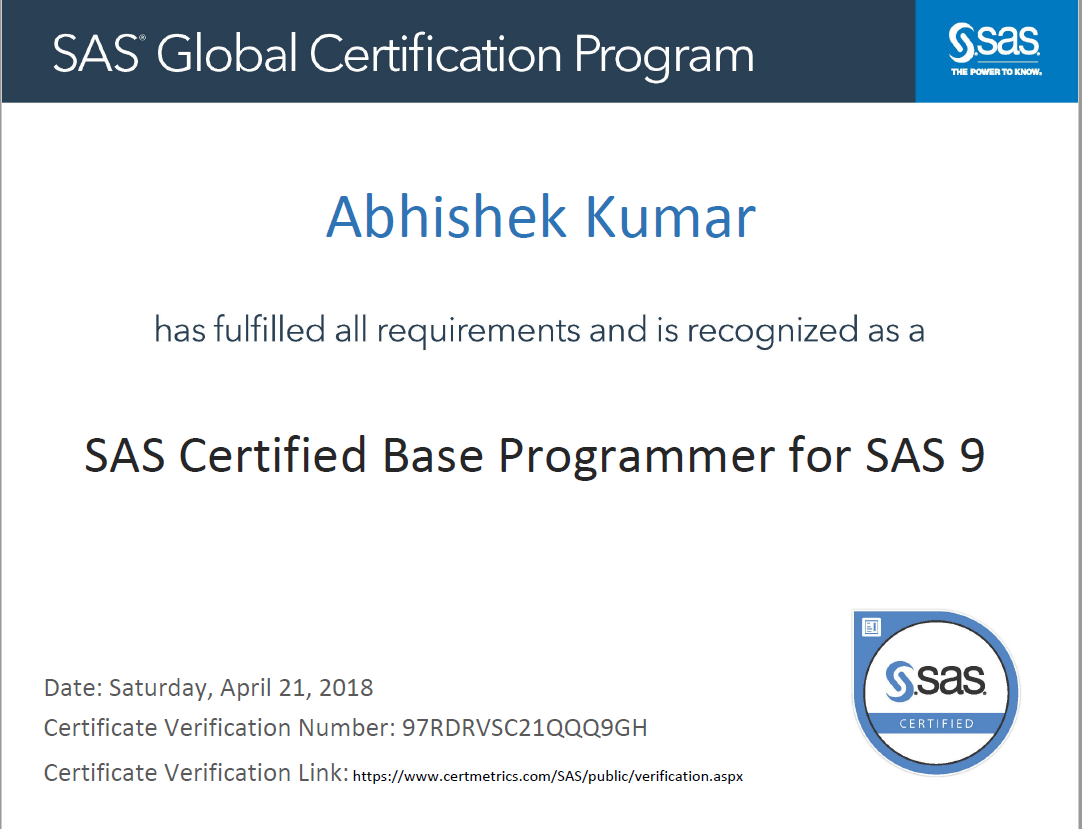 SAS® Global Certification Program
sas
THE POWER TO KNOW®
Abhishek Kumar
has fulfilled all requirements and is recognized as a
SAS Certified Base Programmer for SAS 9
Date: Saturday, April 21, 2018
Certificate Verification Number: 97RDRVSC21QQQ9GH
Certificate Verification Link: https://www.certmetrics.com/SAS/public/verification.aspx
sas
CERTIFIED